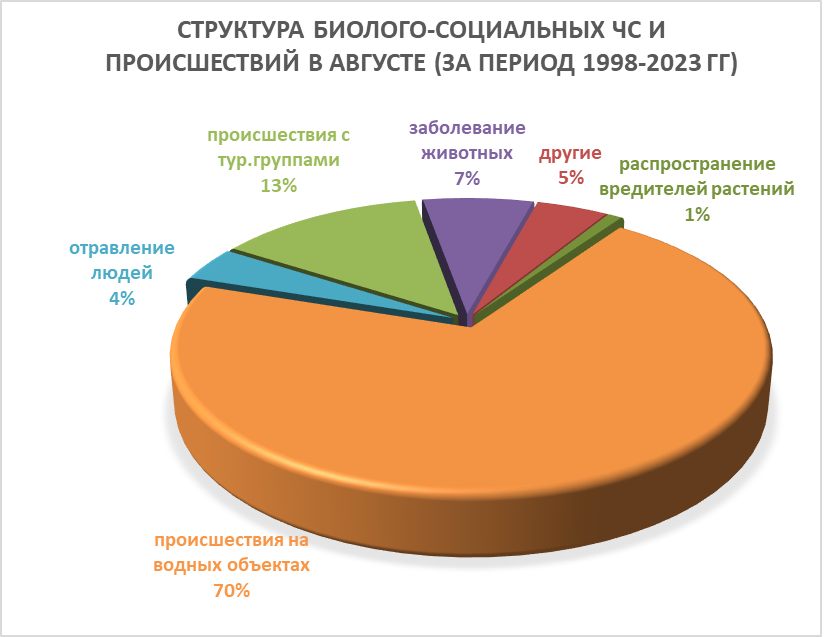 СТРУКТУРА БИОЛОГО-СОЦИАЛЬНЫХ ЧС И
ПРОИСШЕСТВИЙ В АВГУСТЕ (ЗА ПЕРИОД 1998-2023 ГГ)
заболевание
животных
7%
происшествия с
тур.группами
13%
другие
5%
распространение
вредителей растений
1%
отравление
людей
4%
происшествия на
водных объектах
70%